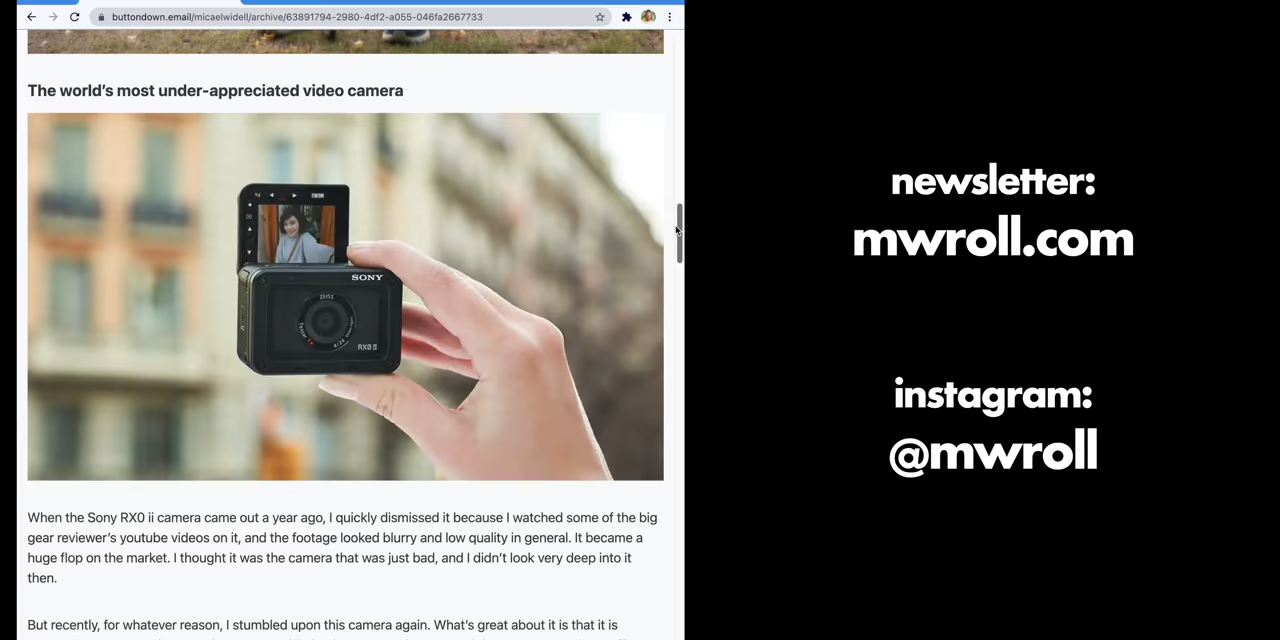 buttondown.email/micaelwidell/archive/63891794-2980-4df2-a055-046fa2667733
The world's most under-appreciated video camera
SONY
ZEISS
RX0 II
When the Sony RX0 ii camera came out a year ago, I quickly dismissed it because I watched some of the big
gear reviewer's youtube videos on it, and the footage looked blurry and low quality in general. It became a
huge flop on the market. I thought it was the camera that was just bad, and I didn't look very deep into it
then.
But recently, for whatever reason, I stumbled upon this camera again. What's great about it is that it is
newsletter:
mwroll.com
instagram:
@mwroll